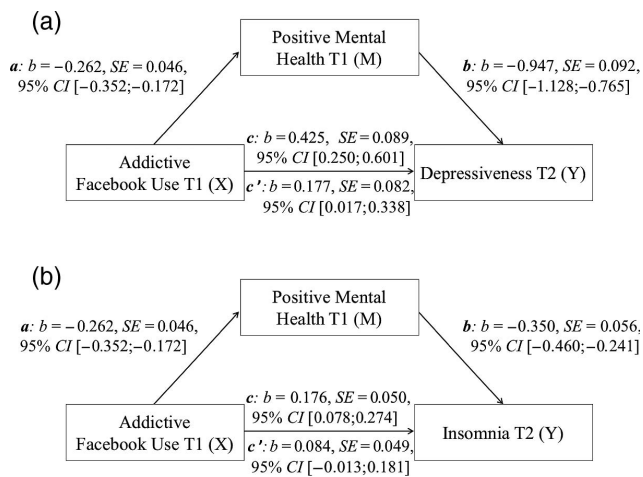 (a)
Positive Mental
Health T1 (M)
a: b = −0.262, SE = 0.046,
95% CI [−0.352;−0.172]
b: b = −0.947, SE = 0.092,
95% CI [−1.128;−0.765]
c: b = 0.425, SE = 0.089,
95% CI [0.250; 0.601]
Addictive
Facebook Use T1 (X)
Depressiveness T2 (Y)
c’: b = 0.177, SE = 0.082,
95% CI [0.017;0.338]
(b)
Positive Mental
Health T1 (M)
a: b = −0.262, SE = 0.046,
95% CI [−0.352;−0.172]
b: b = −0.350, SE = 0.056,
95% CI [−0.460;−0.241]
c: b = 0.176, SE = 0.050,
95% CI [0.078;0.274]
Addictive
Facebook Use T1 (X)
Insomnia T2 (Y)
c’: b = 0.084, SE = 0.049,
95% CI [−0.013;0.181]